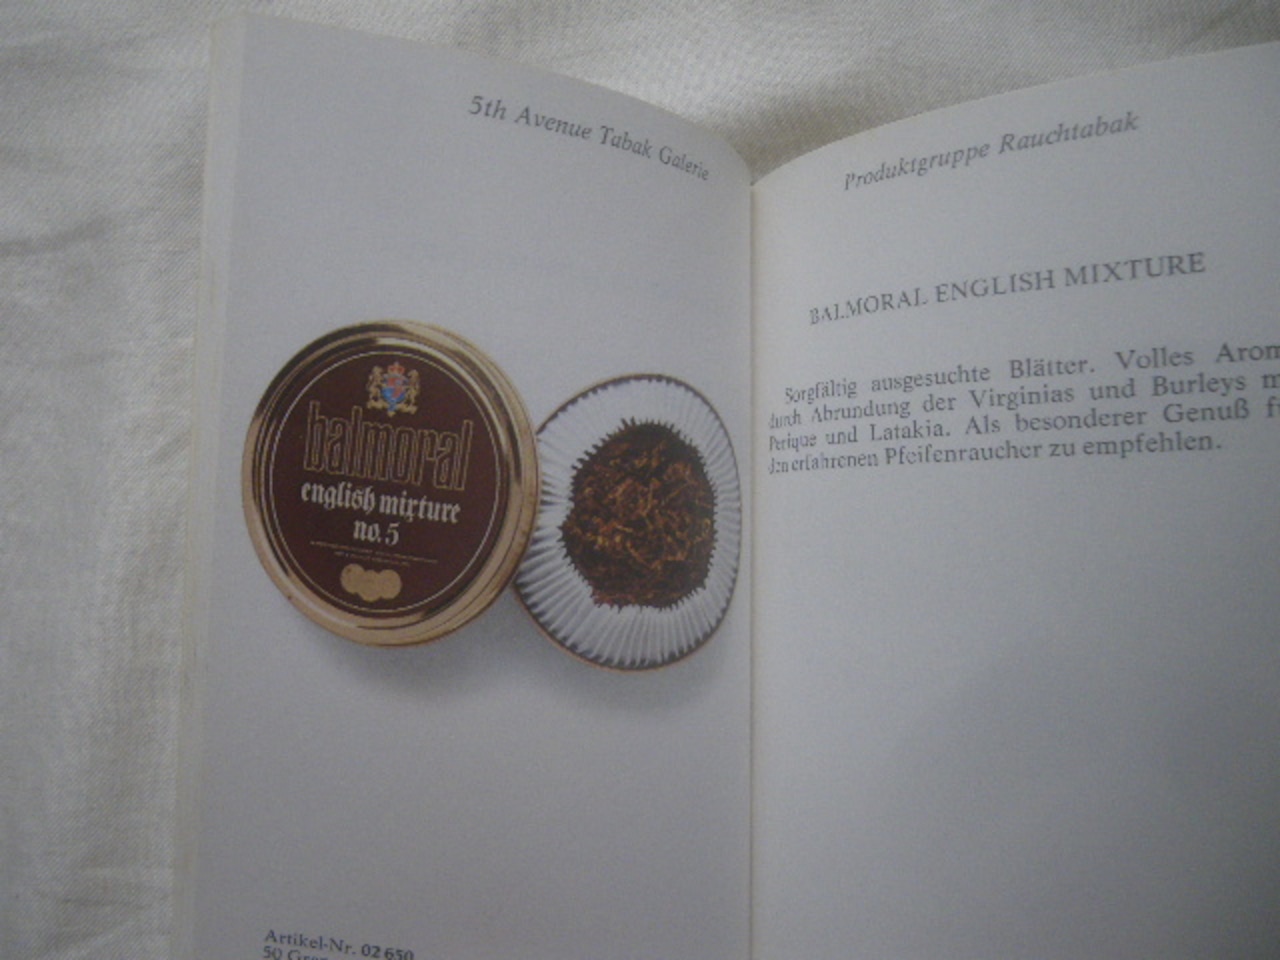 5th Avenue Tabak Galerie
balmoral
english mixture
no. 5
Artikel-Nr. 02 650
50
Produktgruppe Rauchtabak
BALMORAL ENGLISH MIXTURE
Sorgfältig ausgesuchte Blätter. Volles Arom
durch Abrundung der Virginias und Burleys m
Perique und Latakia. Als besonderer Genuß f
den erfahrenen Pfeifenraucher zu empfehlen.